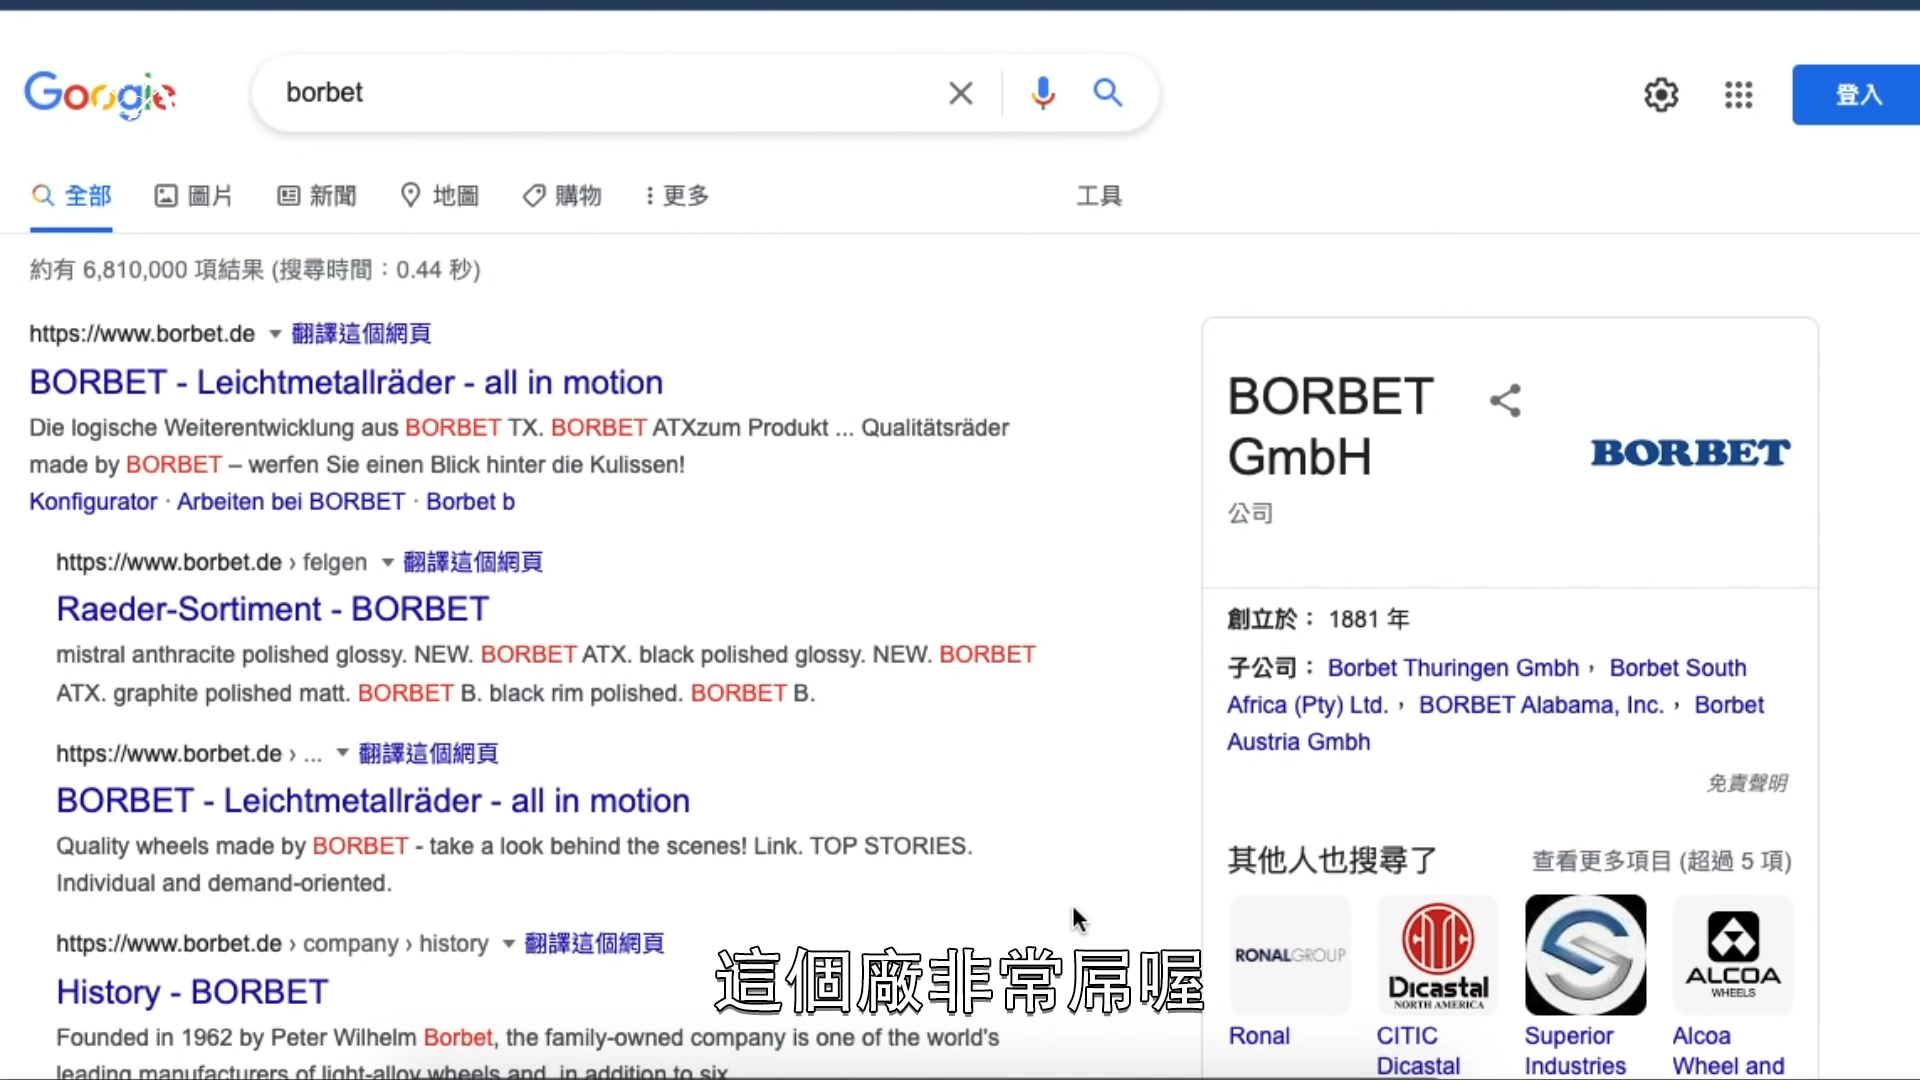 Google
borbet
登入
全部
圖片
新聞
地圖
購物
更多
工具
約有 6,810,000 項結果 (搜尋時間：0.44 秒)
https://www.borbet.de 翻譯這個網頁
BORBET - Leichtmetallräder - all in motion
Die logische Weiterentwicklung aus BORBET TX. BORBET ATXzum Produkt ... Qualitätsräder
made by BORBET – werfen Sie einen Blick hinter die Kulissen!
Konfigurator · Arbeiten bei BORBET · Borbet b
https://www.borbet.de › felgen 翻譯這個網頁
Raeder-Sortiment - BORBET
mistral anthracite polished glossy. NEW. BORBET ATX. black polished glossy. NEW. BORBET
ATX. graphite polished matt. BORBET B. black rim polished. BORBET B.
https://www.borbet.de › ... 翻譯這個網頁
BORBET - Leichtmetallräder - all in motion
Quality wheels made by BORBET - take a look behind the scenes! Link. TOP STORIES.
Individual and demand-oriented.
https://www.borbet.de › company › history 翻譯這個網頁
History - BORBET
Founded in 1962 by Peter Wilhelm Borbet, the family-owned company is one of the world's
leading manufacturers of light-alloy wheels and, in addition to six
BORBET
GmbH
BORBET
公司
創立於： 1881 年
子公司： Borbet Thuringen Gmbh， Borbet South
Africa (Pty) Ltd.， BORBET Alabama, Inc.， Borbet
Austria Gmbh
免責聲明
其他人也搜尋了
查看更多項目 (超過 5 項)
RONALGROUP
Dicastal
NORTH AMERICA
ALCOA
WHEELS
Ronal
CITIC
Dicastal
Superior
Industries
Alcoa
Wheel and
這個廠非常屌喔